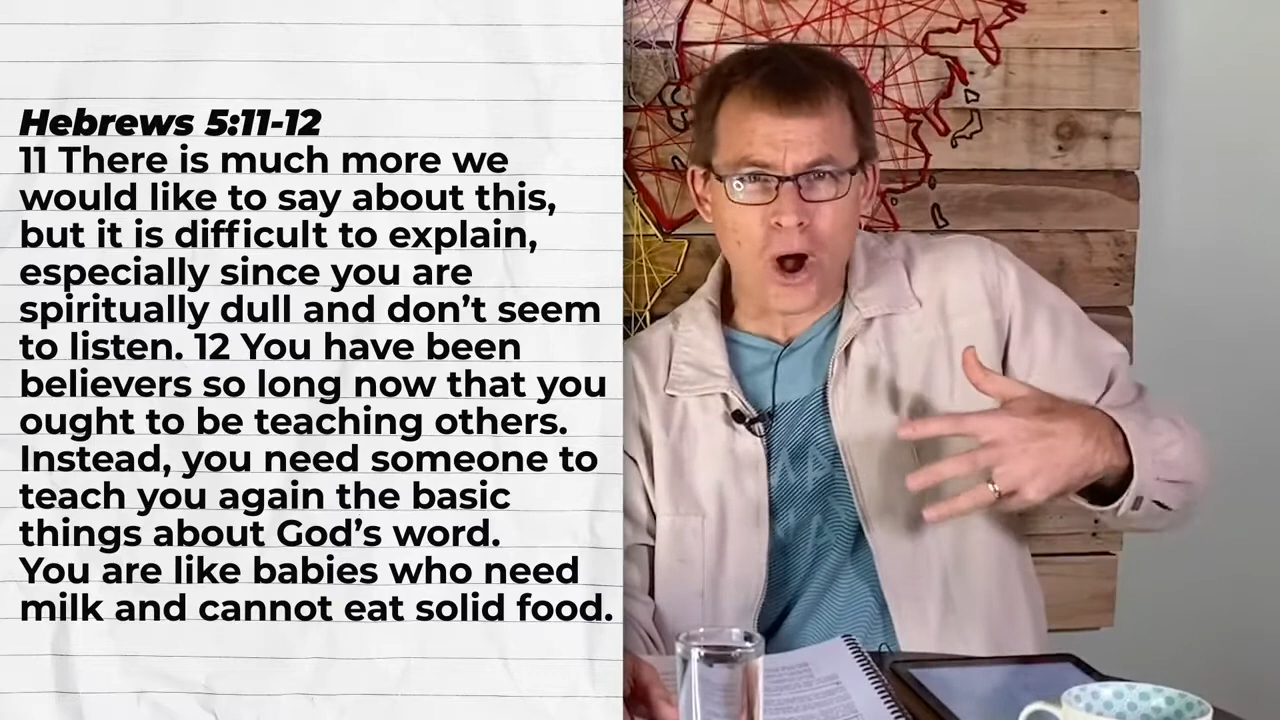 Hebrews 5:11-12
11 There is much more we
would like to say about this,
but it is difficult to explain,
especially since you are
spiritually dull and don’t seem
to listen. 12 You have been
believers so long now that you
ought to be teaching others.
Instead, you need someone to
teach you again the basic
things about God’s word.
You are like babies who need
milk and cannot eat solid food.